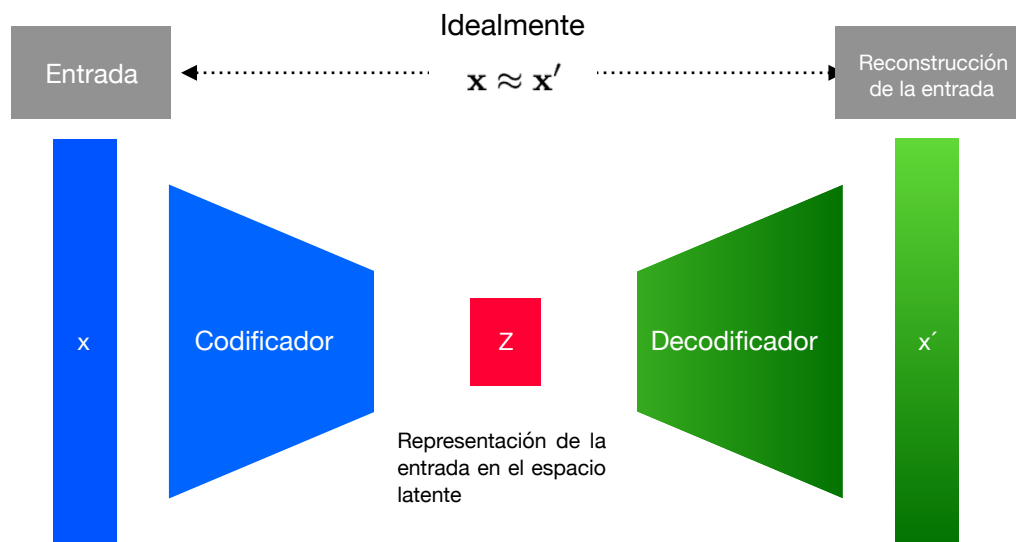 Idealmente
Entrada
x ≈ x′
Reconstrucción
de la entrada
x
Codificador
Z
Decodificador
x´
Representación de la
entrada en el espacio
latente